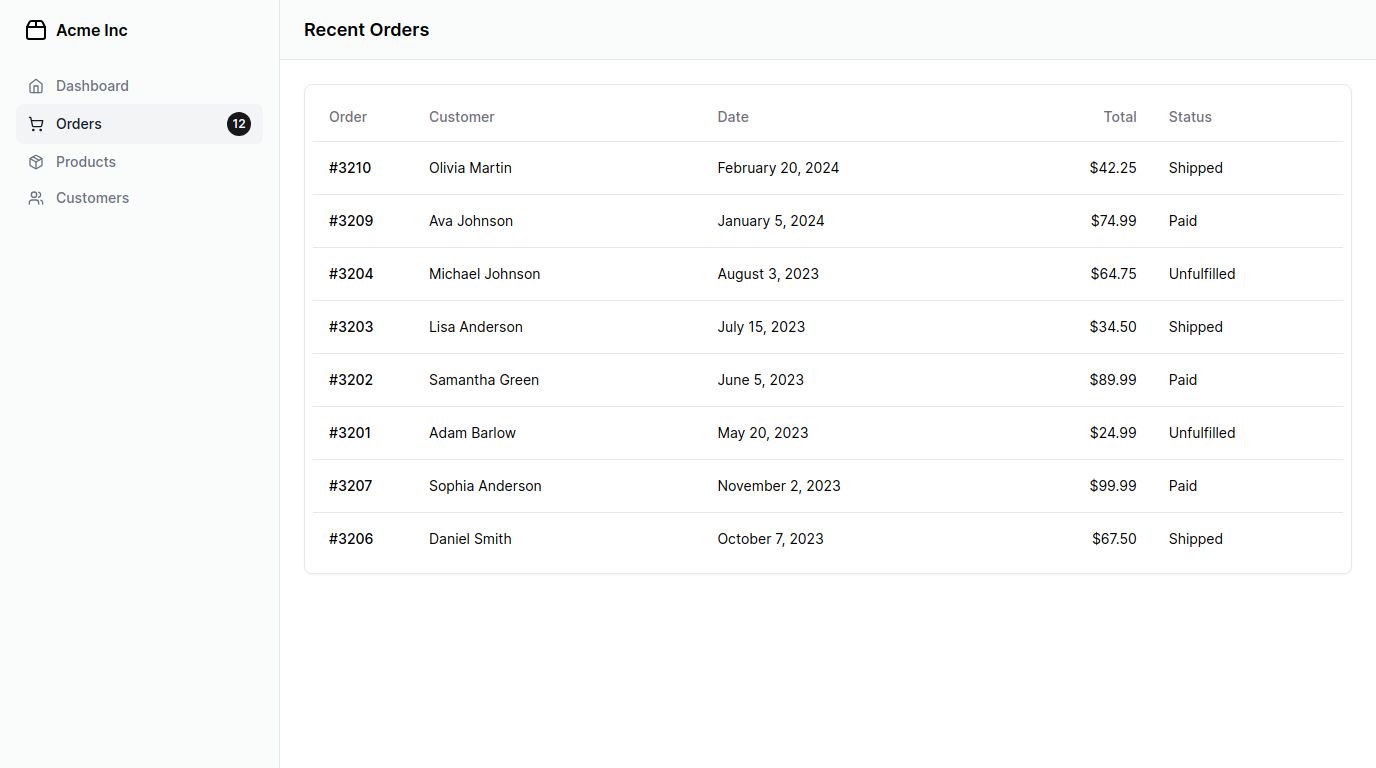 Acme Inc
Dashboard
Orders 12
Products
Customers
Recent Orders
Order Customer Date Total Status
#3210 Olivia Martin February 20, 2024 $42.25 Shipped
#3209 Ava Johnson January 5, 2024 $74.99 Paid
#3204 Michael Johnson August 3, 2023 $64.75 Unfulfilled
#3203 Lisa Anderson July 15, 2023 $34.50 Shipped
#3202 Samantha Green June 5, 2023 $89.99 Paid
#3201 Adam Barlow May 20, 2023 $24.99 Unfulfilled
#3207 Sophia Anderson November 2, 2023 $99.99 Paid
#3206 Daniel Smith October 7, 2023 $67.50 Shipped